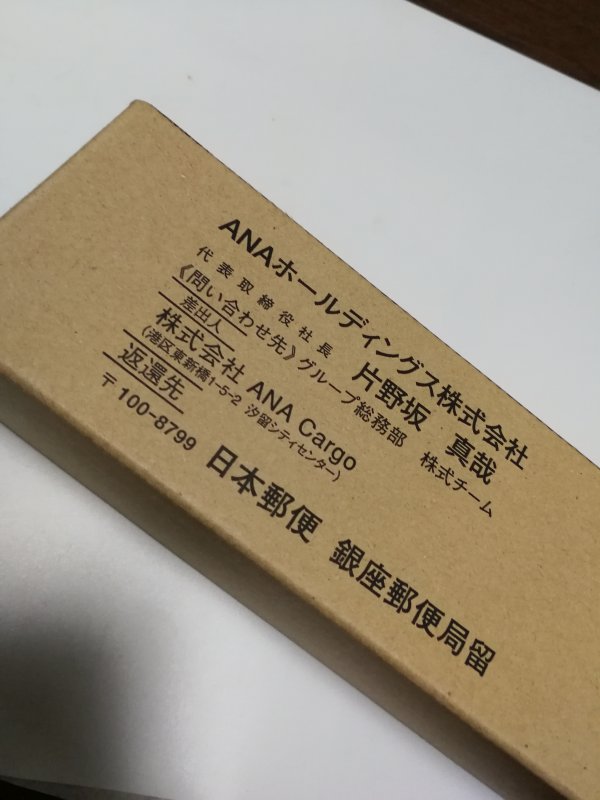 ANAホールディングス株式会社
代表取締役社長 片野坂 真哉
《問い合わせ先》グループ総務部 株式チーム
差出人
株式会社 ANA Cargo
(港区東新橋1-5-2 汐留シティセンター)
返還先
〒100-8799 日本郵便 銀座郵便局留